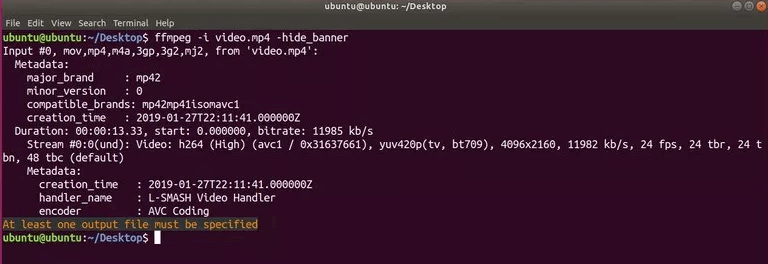 ubuntu@ubuntu: ~/Desktop
File Edit View Search Terminal Help
ubuntu@ubuntu:~/Desktop$ ffmpeg -i video.mp4 -hide_banner
Input #0, mov,mp4,m4a,3gp,3g2,mj2, from 'video.mp4':
  Metadata:
    major_brand     : mp42
    minor_version   : 0
    compatible_brands: mp42mp41isomavc1
    creation_time   : 2019-01-27T22:11:41.000000Z
  Duration: 00:00:13.33, start: 0.000000, bitrate: 11985 kb/s
    Stream #0:0(und): Video: h264 (High) (avc1 / 0x31637661), yuv420p(tv, bt709), 4096x2160, 11982 kb/s, 24 fps, 24 tbr, 24 t
bn, 48 tbc (default)
    Metadata:
      creation_time   : 2019-01-27T22:11:41.000000Z
      handler_name    : L-SMASH Video Handler
      encoder         : AVC Coding
At least one output file must be specified
ubuntu@ubuntu:~/Desktop$